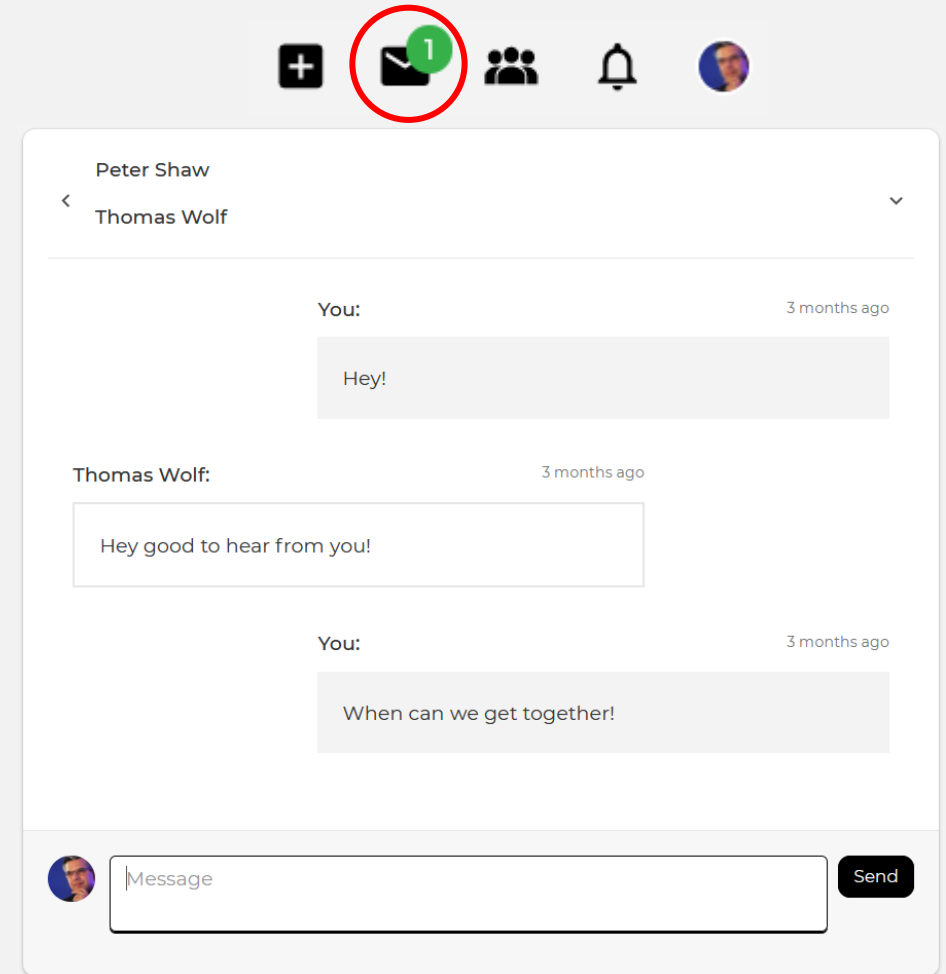 1
Peter Shaw
Thomas Wolf
You:
3 months ago
Hey!
Thomas Wolf:
3 months ago
Hey good to hear from you!
You:
3 months ago
When can we get together!
Message
Send